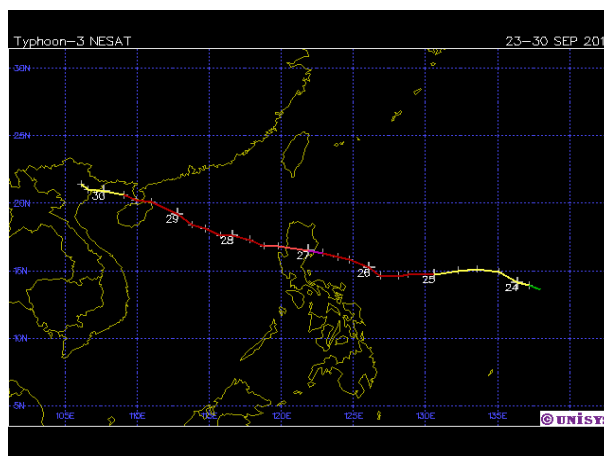 Typhoon-3 NESAT 23-30 SEP 201
30N
25N
20N
15N
10N
5N
30
29
28
27
26
25
24
105E 110E 115E 120E 125E 130E 135E
© UNISYS